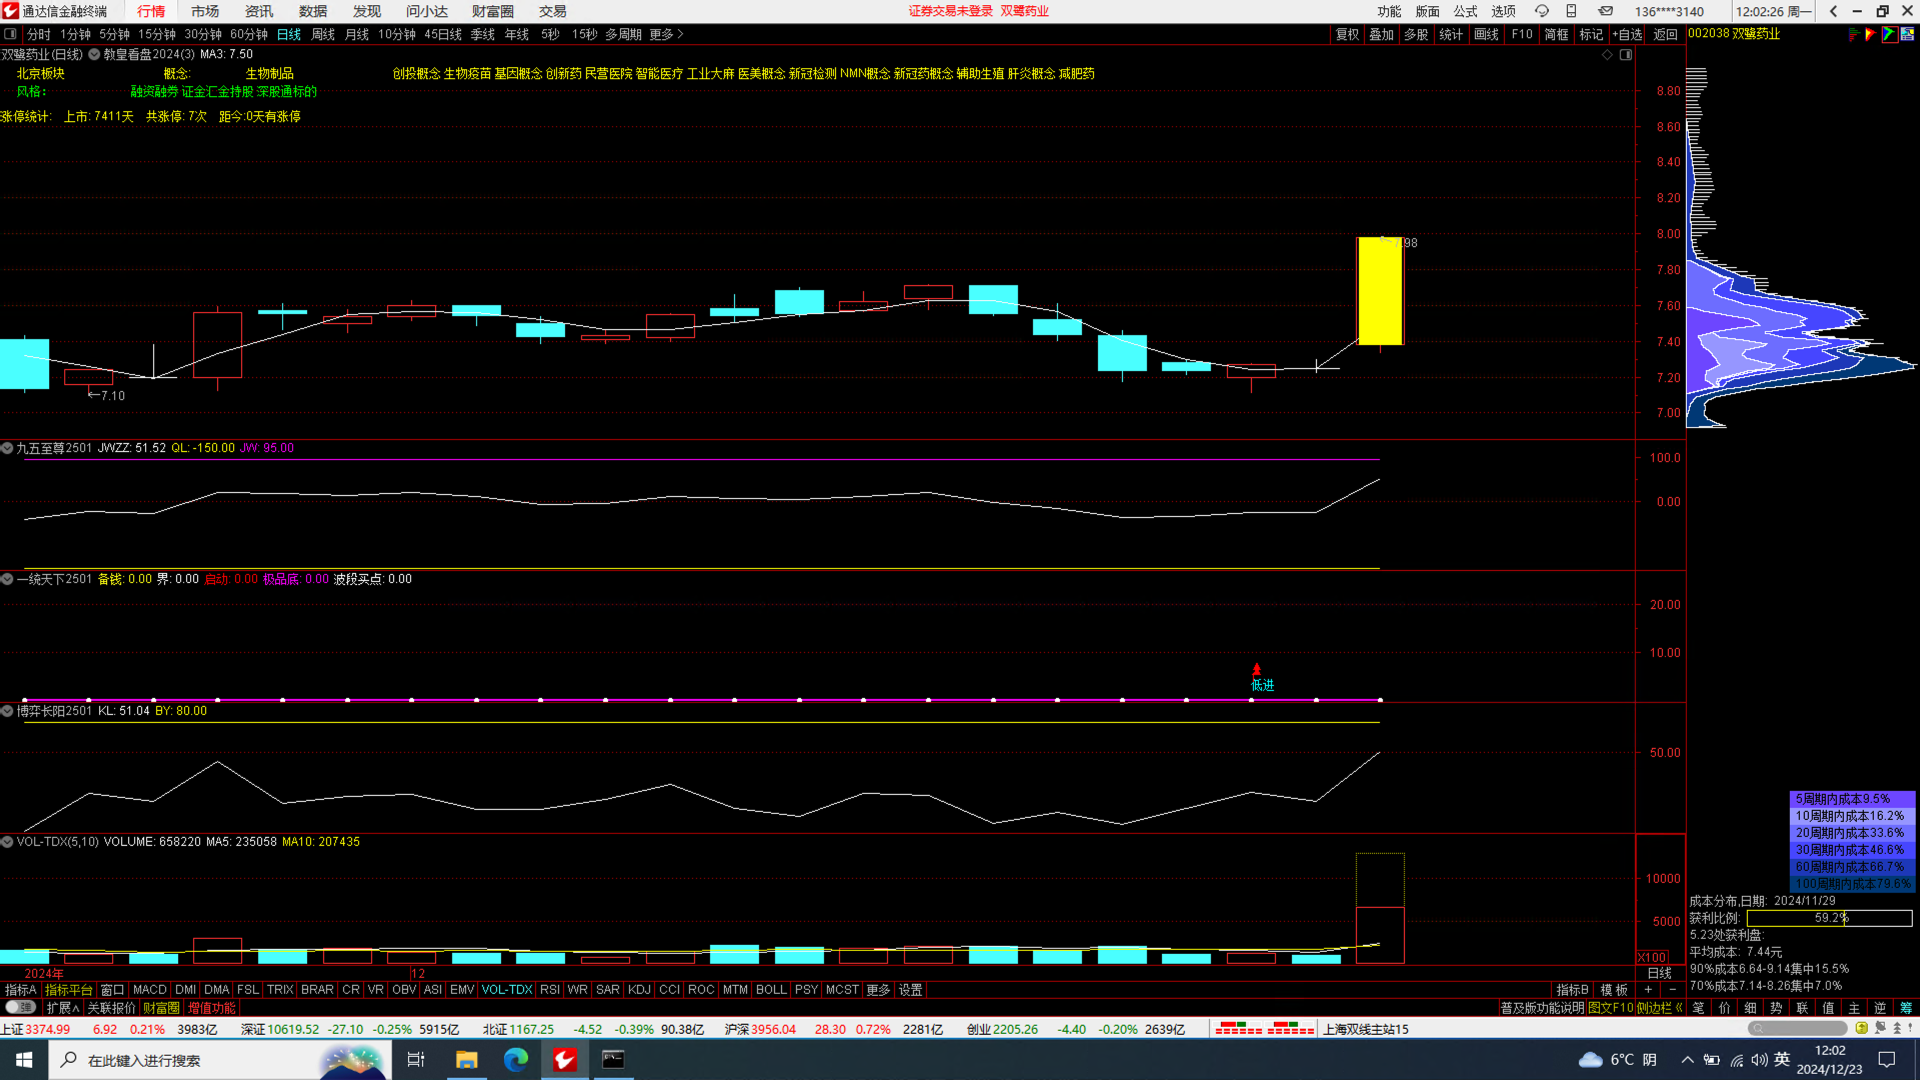 通达信金融终端 行情 市场 资讯 数据 发现 问小达 财富圈 交易 证券交易未登录 双鹭药业 功能 版面 公式 选项 136****3140 12:02:26 周一
分时 1分钟 5分钟 15分钟 30分钟 60分钟 日线 周线 月线 10分钟 45日线 季线 年线 5秒 15秒 多周期 更多 复权 叠加 多股 统计 画线 F10 简框 标记 +自选 返回 002038 双鹭药业
双鹭药业(日线) 教皇看盘2024(3) MA3: 7.50
北京板块 概念: 生物制品 创投概念 生物疫苗 基因概念 创新药 民营医院 智能医疗 工业大麻 医美概念 新冠检测 NMN概念 新冠药概念 辅助生殖 肝炎概念 减肥药
风格: 融资融券 证金汇金持股 深股通标的
涨停统计: 上市: 7411天 共涨停: 7次 距今:0天有涨停
8.80
8.60
8.40
8.20
8.00
7.80
7.60
7.40
7.20
7.00
7.98
7.10
九五至尊2501 JWZZ: 51.52 QL: -150.00 JW: 95.00
100.0
0.00
一统天下2501 备钱: 0.00 界: 0.00 启动: 0.00 极品底: 0.00 波段买点: 0.00
20.00
10.00
低进
博弈长阳2501 KL: 51.04 BY: 80.00
50.00
VOL-TDX(5,10) VOLUME: 658220 MA5: 235058 MA10: 207435
10000
5000
X100
2024年 12 日线
5周期内成本9.5%
10周期内成本16.2%
20周期内成本33.6%
30周期内成本46.6%
60周期内成本66.7%
100周期内成本79.6%
成本分布,日期: 2024/11/29
获利比例: 59.2%
5.23处获利盘:
平均成本: 7.44元
90%成本6.64-9.14集中15.5%
70%成本7.14-8.26集中7.0%
指标A 指标平台 窗口 MACD DMI DMA FSL TRIX BRAR CR VR OBV ASI EMV VOL-TDX RSI WR SAR KDJ CCI ROC MTM BOLL PSY MCST 更多 设置 指标B 模板 + −
扩展∧ 关联报价 财富圈 增值功能 普及版功能说明 图文F10 侧边栏《 笔 价 细 势 联 值 主 逆 筹
上证 3374.99 6.92 0.21% 3983亿 深证 10619.52 -27.10 -0.25% 5915亿 北证 1167.25 -4.52 -0.39% 90.38亿 沪深 3956.04 28.30 0.72% 2281亿 创业 2205.26 -4.40 -0.20% 2639亿 上海双线主站15
在此键入进行搜索 6°C 阴 英 12:02
2024/12/23